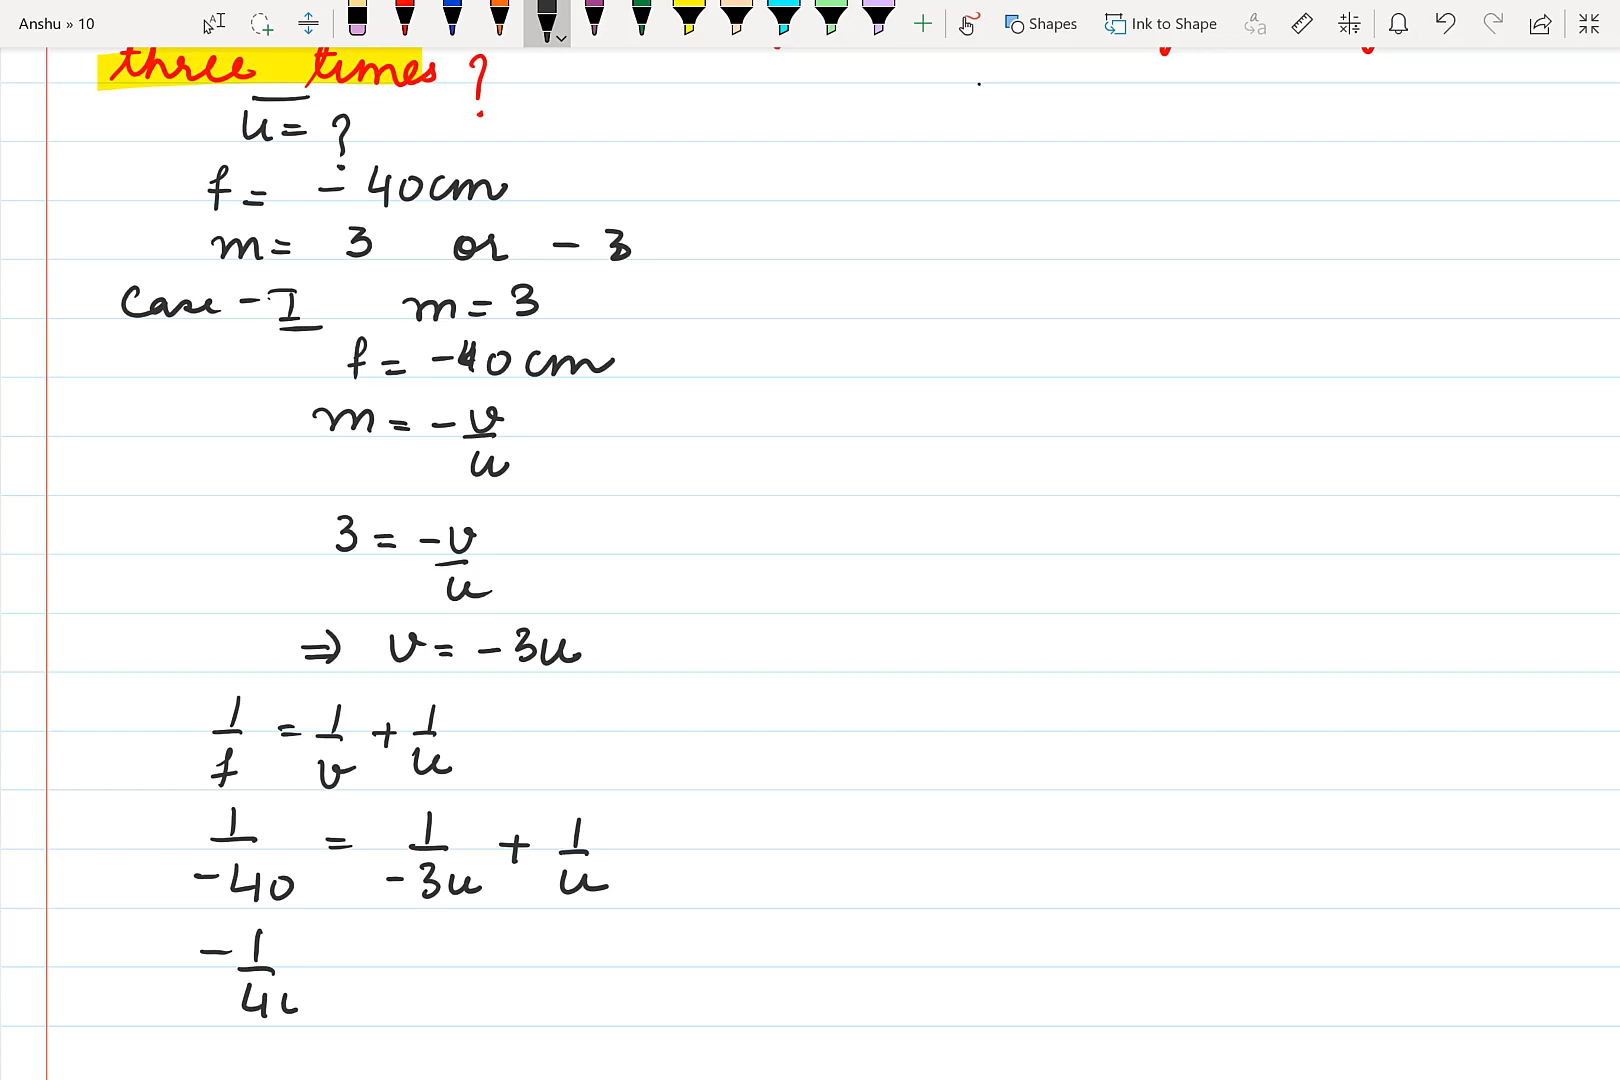 Anshu » 10
Shapes
Ink to Shape
three times ?
u = ?
f = - 40cm
m = 3 or - 3
Case - I m = 3
f = -40 cm
m = -v/u
3 = -v/u
⇒ v = - 3u
1/f = 1/v + 1/u
1/-40 = 1/-3u + 1/u
-1/4